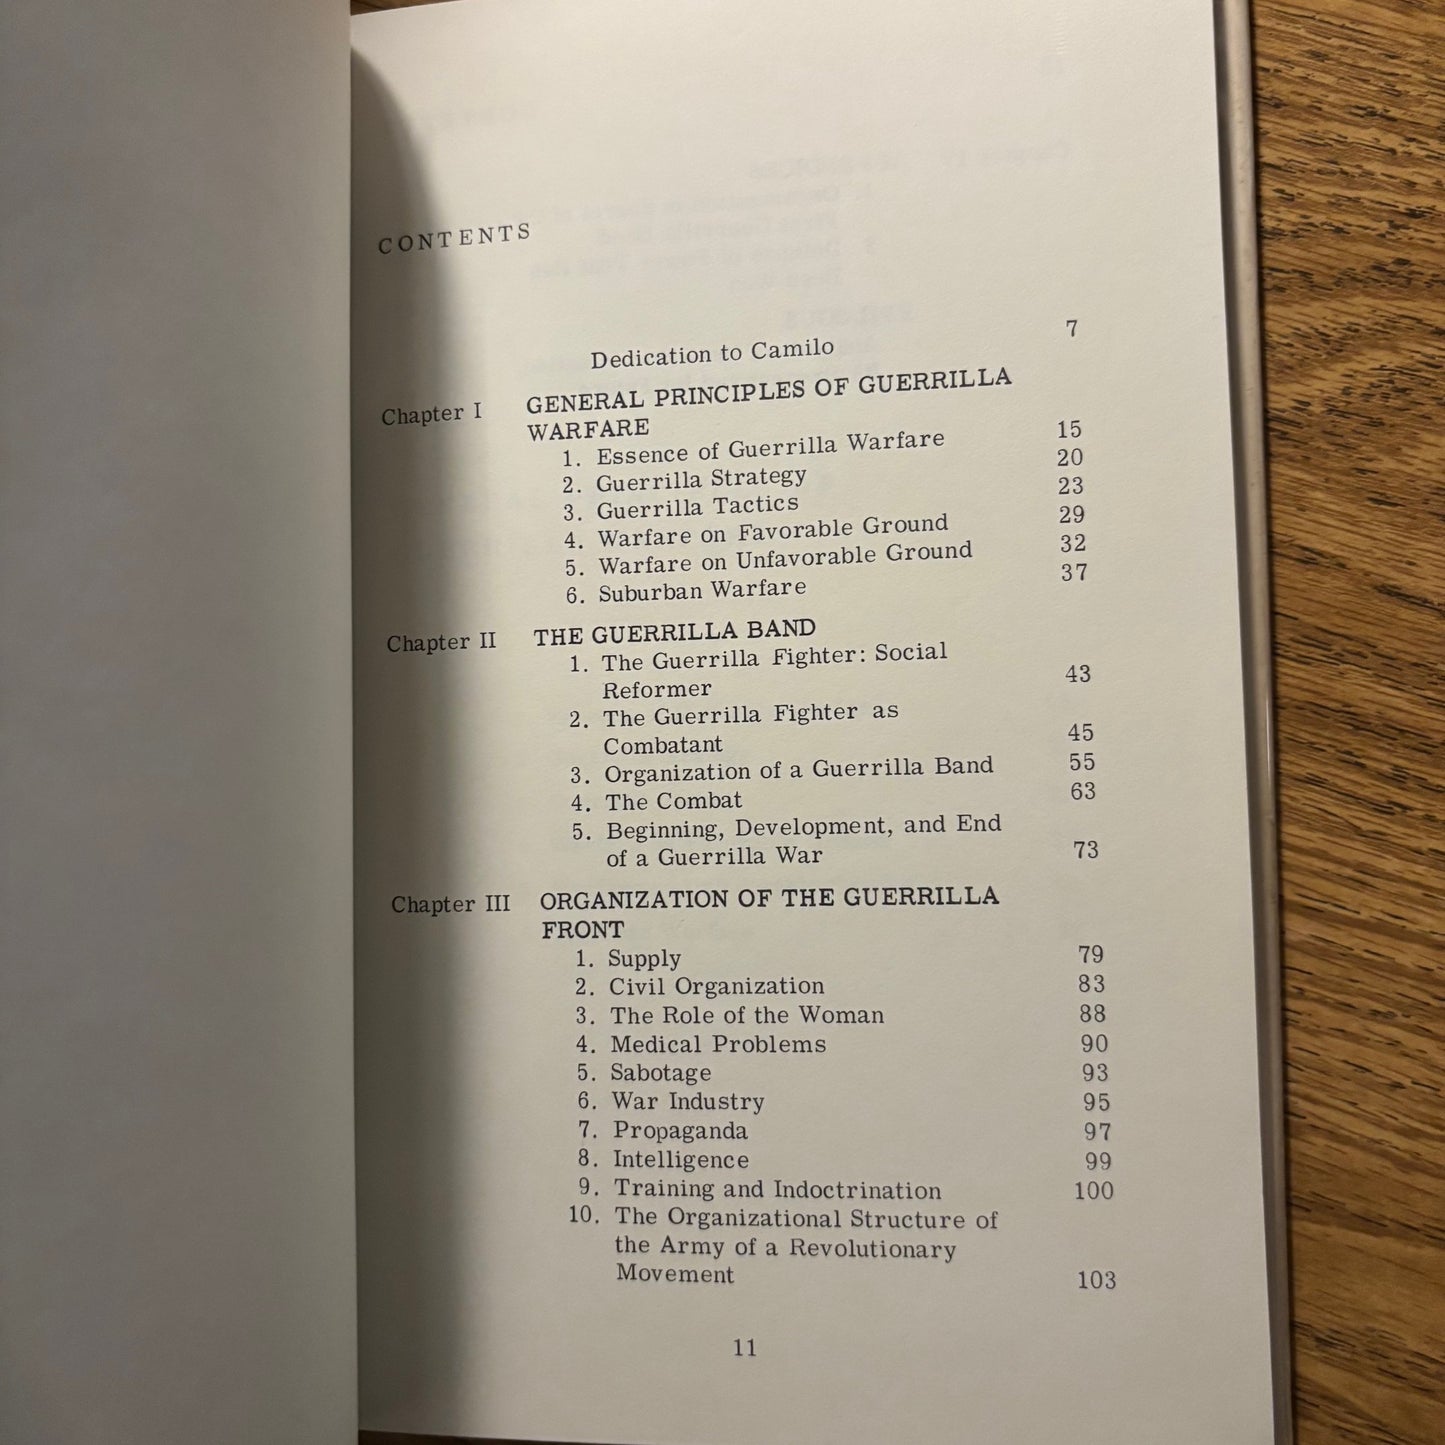 CONTENTS
Dedication to Camilo 7
Chapter I GENERAL PRINCIPLES OF GUERRILLA
WARFARE
1. Essence of Guerrilla Warfare 15
2. Guerrilla Strategy 20
3. Guerrilla Tactics 23
4. Warfare on Favorable Ground 29
5. Warfare on Unfavorable Ground 32
6. Suburban Warfare 37
Chapter II THE GUERRILLA BAND
1. The Guerrilla Fighter: Social
Reformer 43
2. The Guerrilla Fighter as
Combatant 45
3. Organization of a Guerrilla Band 55
4. The Combat 63
5. Beginning, Development, and End
of a Guerrilla War 73
Chapter III ORGANIZATION OF THE GUERRILLA
FRONT
1. Supply 79
2. Civil Organization 83
3. The Role of the Woman 88
4. Medical Problems 90
5. Sabotage 93
6. War Industry 95
7. Propaganda 97
8. Intelligence 99
9. Training and Indoctrination 100
10. The Organizational Structure of
the Army of a Revolutionary
Movement 103
11